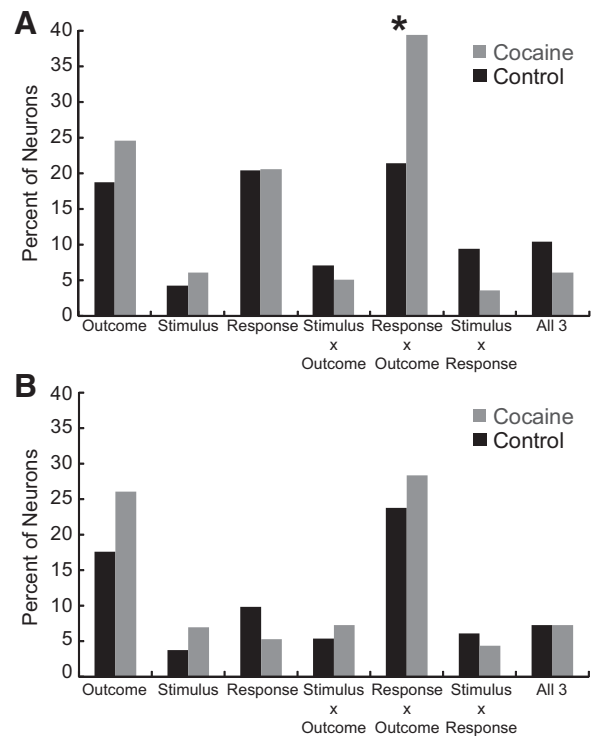 A
*
40
35
30
25
20
15
10
5
0
Percent of Neurons
Cocaine
Control
Outcome Stimulus Response Stimulus Response Stimulus All 3
x x x
Outcome Outcome Response
B
40
35
30
25
20
15
10
5
0
Percent of Neurons
Cocaine
Control
Outcome Stimulus Response Stimulus Response Stimulus All 3
x x x
Outcome Outcome Response